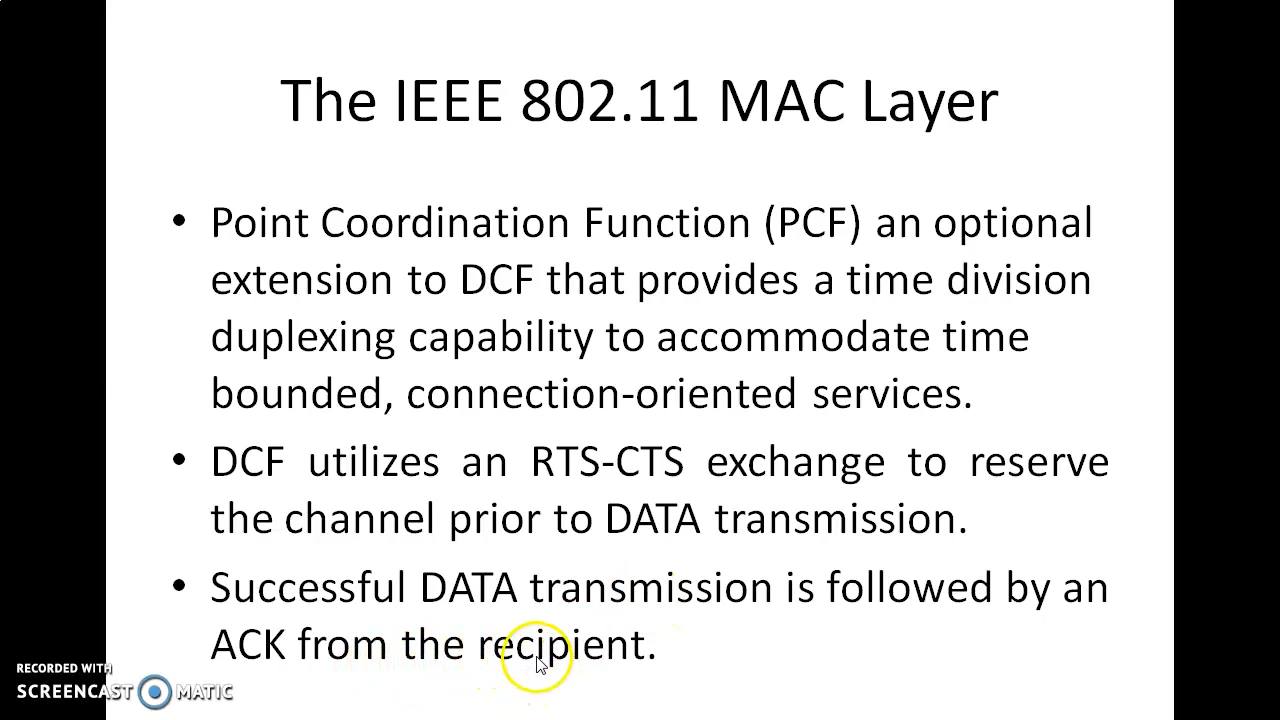 The IEEE 802.11 MAC Layer
• Point Coordination Function (PCF) an optional
extension to DCF that provides a time division
duplexing capability to accommodate time
bounded, connection-oriented services.
• DCF utilizes an RTS-CTS exchange to reserve
the channel prior to DATA transmission.
• Successful DATA transmission is followed by an
ACK from the recipient.
RECORDED WITH
SCREENCAST MATIC